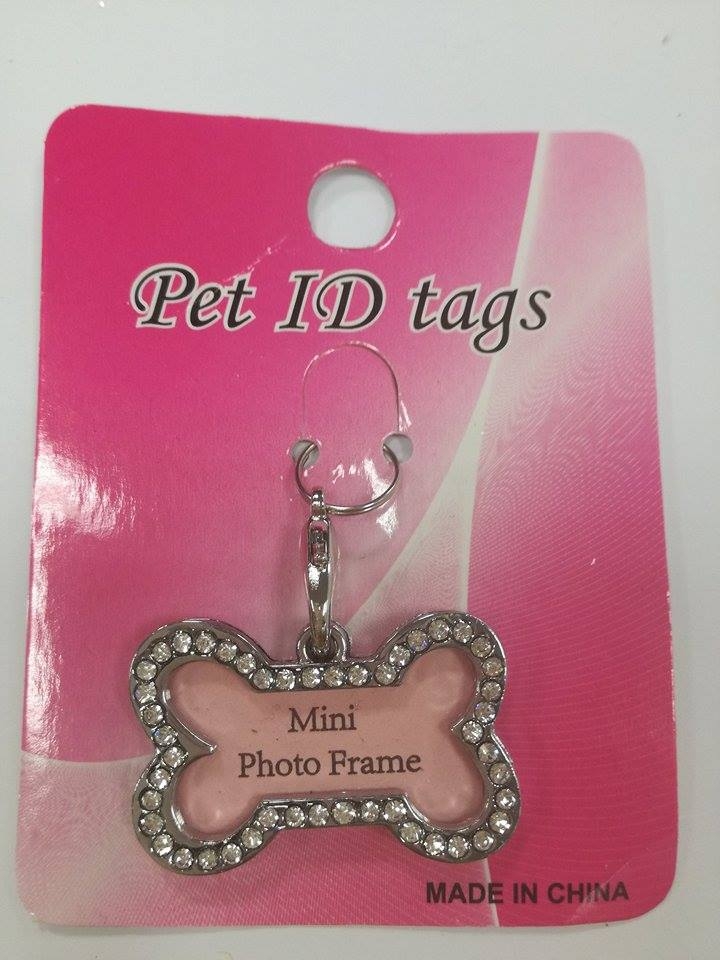 Pet ID tags
Mini
Photo Frame
MADE IN CHINA